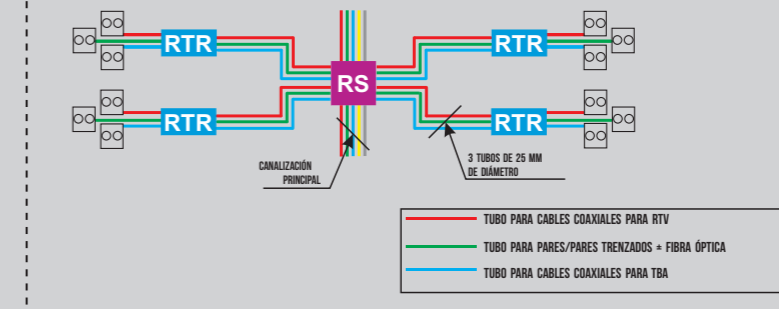 RTR
RTR
RS
RTR
RTR
CANALIZACIÓN
PRINCIPAL
3 TUBOS DE 25 MM
DE DIÁMETRO
TUBO PARA CABLES COAXIALES PARA RTV
TUBO PARA PARES/PARES TRENZADOS ± FIBRA ÓPTICA
TUBO PARA CABLES COAXIALES PARA TBA